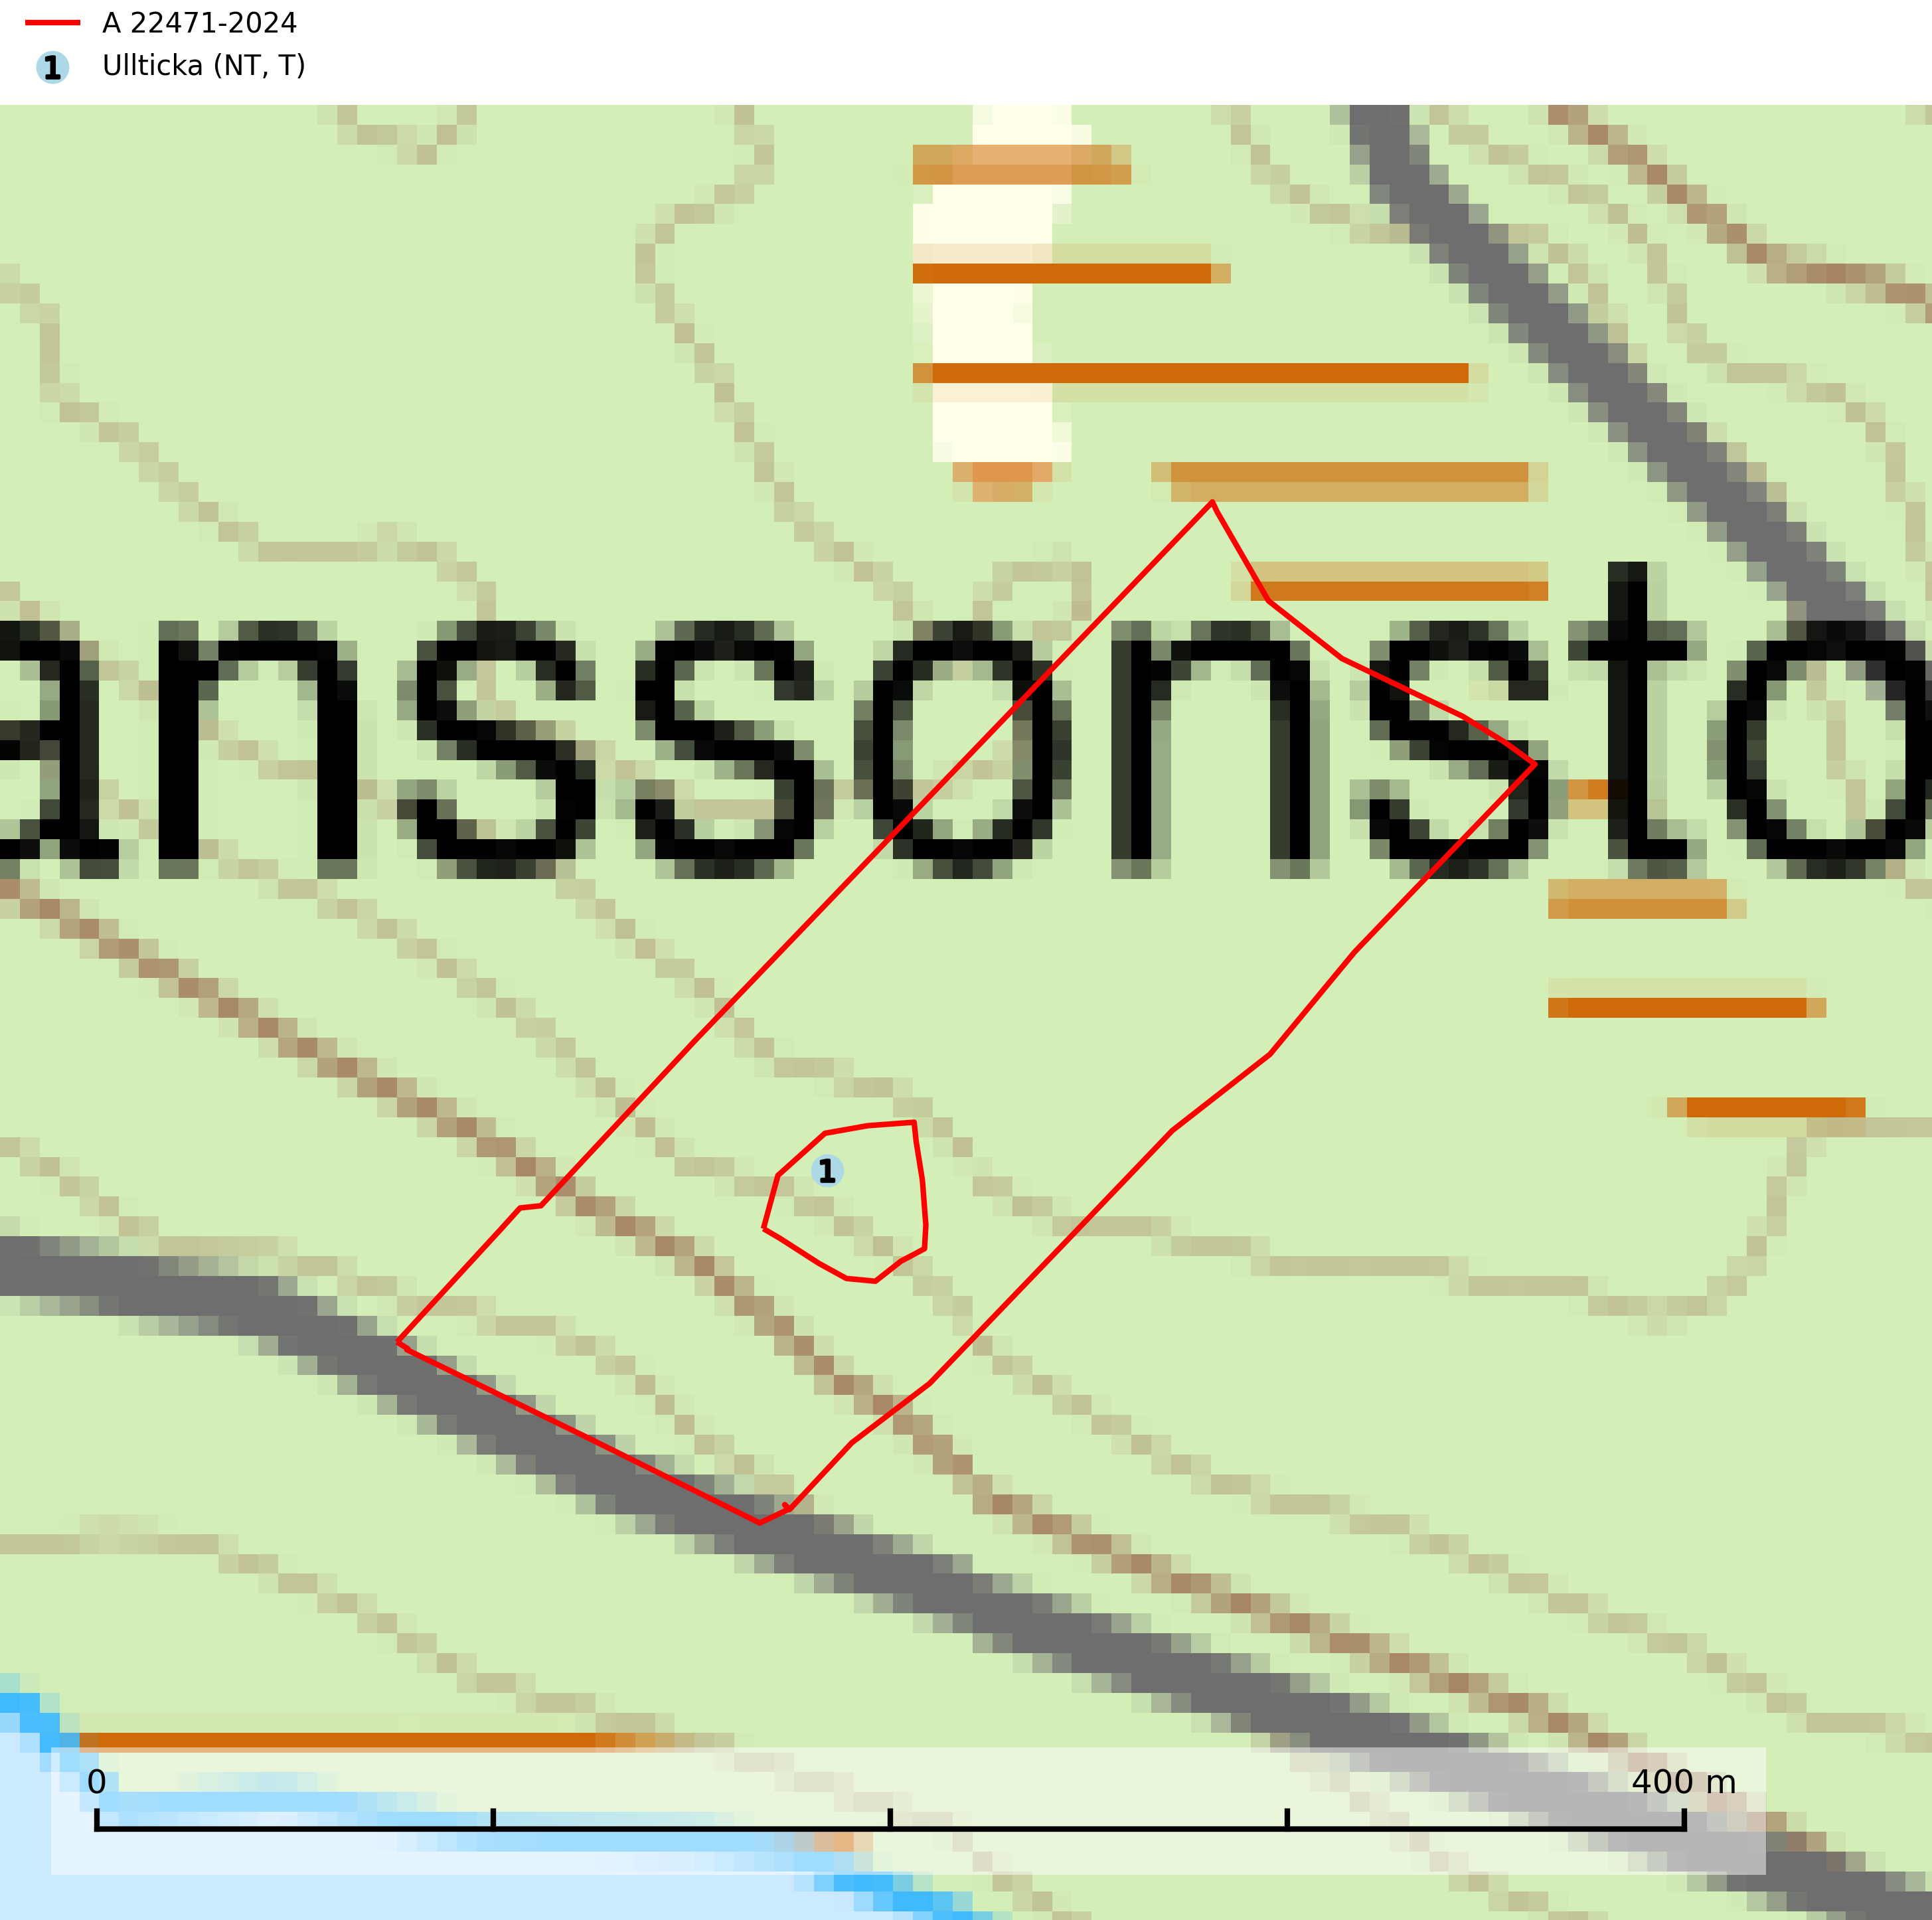 A 22471-2024
1 Ullticka (NT, T)
anssonsto
1
0 400 m